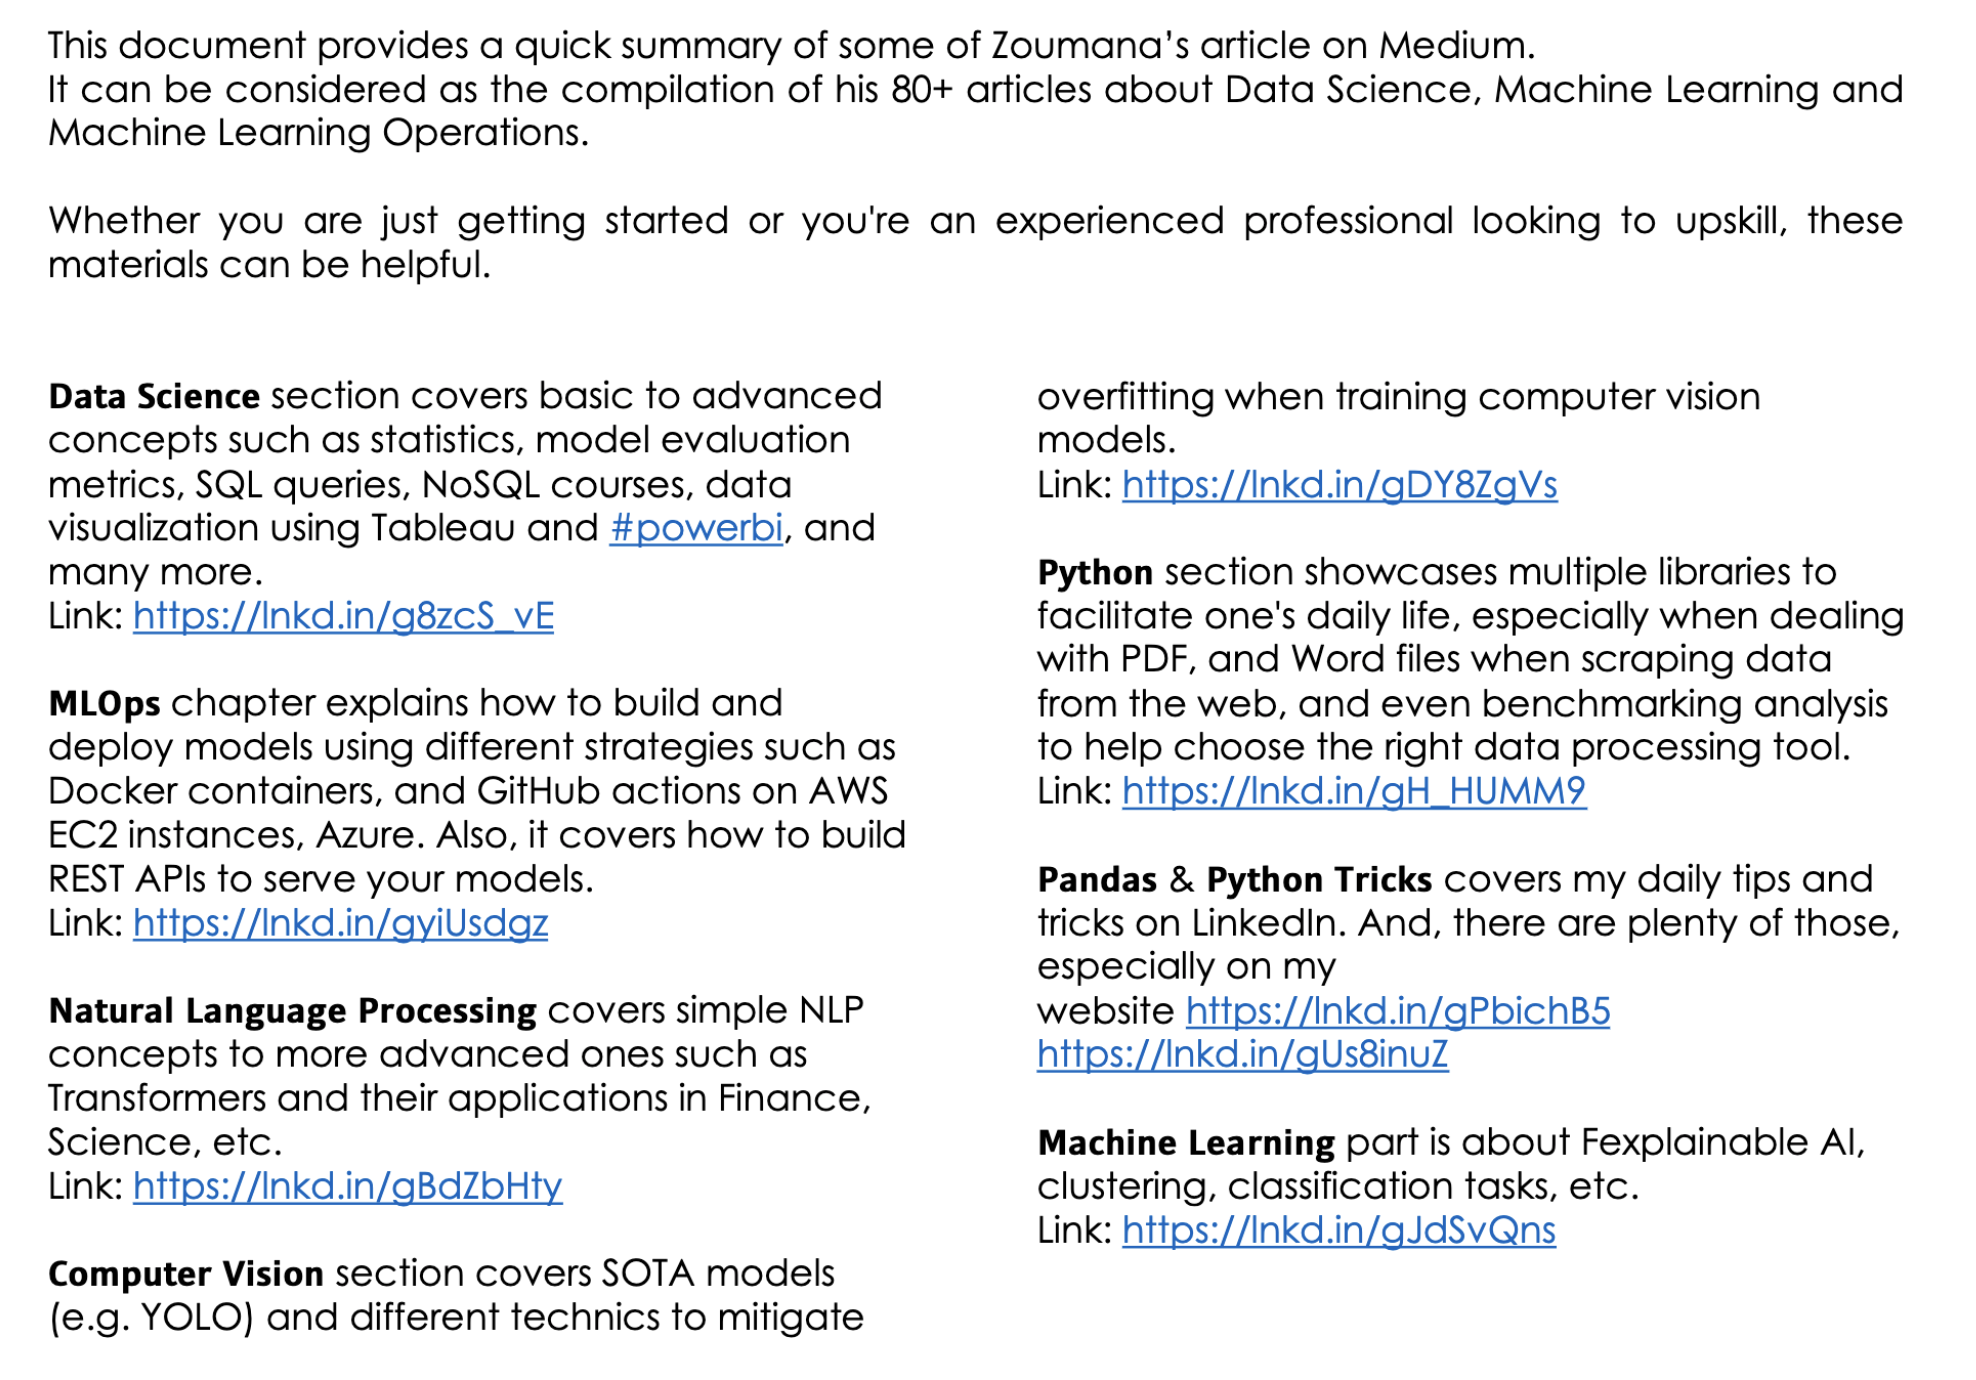 This document provides a quick summary of some of Zoumana’s article on Medium.
It can be considered as the compilation of his 80+ articles about Data Science, Machine Learning and
Machine Learning Operations.
Whether you are just getting started or you're an experienced professional looking to upskill, these
materials can be helpful.
Data Science section covers basic to advanced
concepts such as statistics, model evaluation
metrics, SQL queries, NoSQL courses, data
visualization using Tableau and #powerbi, and
many more.
Link: https://lnkd.in/g8zcS_vE
MLOps chapter explains how to build and
deploy models using different strategies such as
Docker containers, and GitHub actions on AWS
EC2 instances, Azure. Also, it covers how to build
REST APIs to serve your models.
Link: https://lnkd.in/gyiUsdgz
Natural Language Processing covers simple NLP
concepts to more advanced ones such as
Transformers and their applications in Finance,
Science, etc.
Link: https://lnkd.in/gBdZbHty
Computer Vision section covers SOTA models
(e.g. YOLO) and different technics to mitigate
overfitting when training computer vision
models.
Link: https://lnkd.in/gDY8ZgVs
Python section showcases multiple libraries to
facilitate one's daily life, especially when dealing
with PDF, and Word files when scraping data
from the web, and even benchmarking analysis
to help choose the right data processing tool.
Link: https://lnkd.in/gH_HUMM9
Pandas & Python Tricks covers my daily tips and
tricks on LinkedIn. And, there are plenty of those,
especially on my
website https://lnkd.in/gPbichB5
https://lnkd.in/gUs8inuZ
Machine Learning part is about Fexplainable AI,
clustering, classification tasks, etc.
Link: https://lnkd.in/gJdSvQns